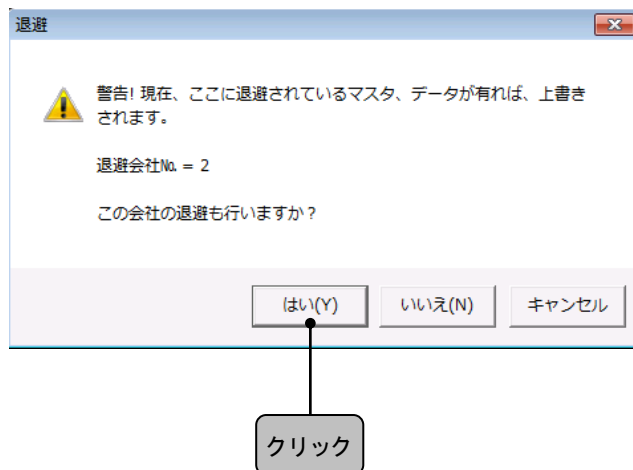 退避
警告! 現在、ここに退避されているマスタ、データが有れば、上書き
されます。
退避会社№ = 2
この会社の退避も行いますか？
はい(Y) いいえ(N) キャンセル
クリック